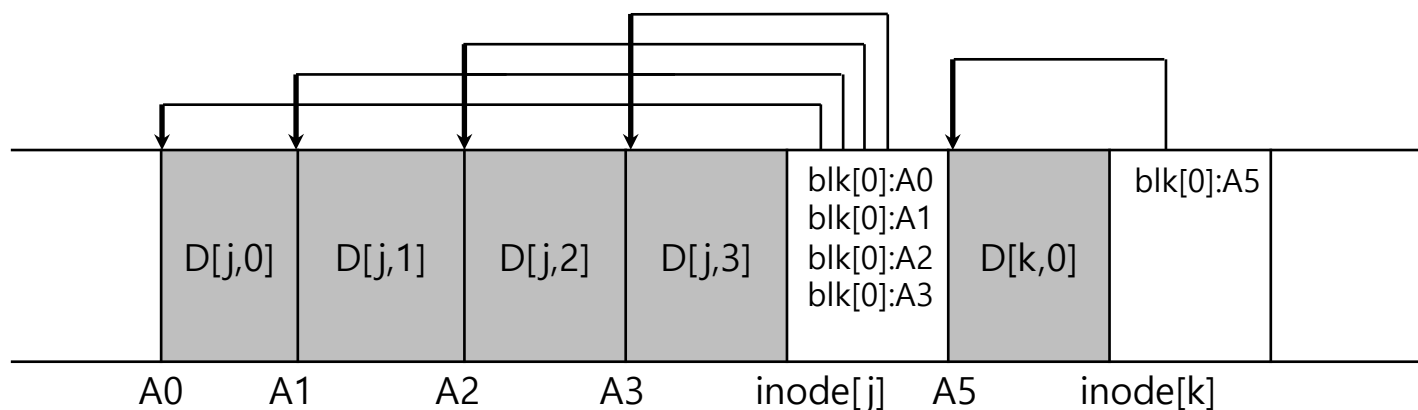 blk[0]:A0
blk[0]:A1
blk[0]:A2
blk[0]:A3
blk[0]:A5
D[j,0] D[j,1] D[j,2] D[j,3] D[k,0]
A0 A1 A2 A3 inode[j] A5 inode[k]